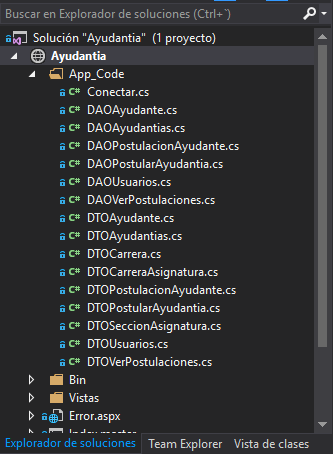 Buscar en Explorador de soluciones (Ctrl+¨)
Solución "Ayudantia" (1 proyecto)
Ayudantia
App_Code
C# Conectar.cs
C# DAOAyudante.cs
C# DAOAyudantias.cs
C# DAOPostulacionAyudante.cs
C# DAOPostularAyudantia.cs
C# DAOUsuarios.cs
C# DAOVerPostulaciones.cs
C# DTOAyudante.cs
C# DTOAyudantias.cs
C# DTOCarrera.cs
C# DTOCarreraAsignatura.cs
C# DTOPostulacionAyudante.cs
C# DTOPostularAyudantia.cs
C# DTOSeccionAsignatura.cs
C# DTOUsuarios.cs
C# DTOVerPostulaciones.cs
Bin
Vistas
Error.aspx
Index.master
Explorador de soluciones Team Explorer Vista de clases